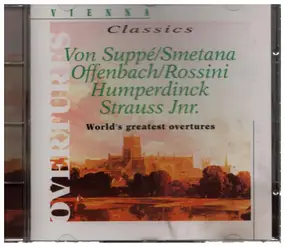 VIENNA
Classics
Von Suppé/Smetana
Offenbach/Rossini
Humperdinck
Strauss Jnr.
World's greatest overtures
OVERTURES